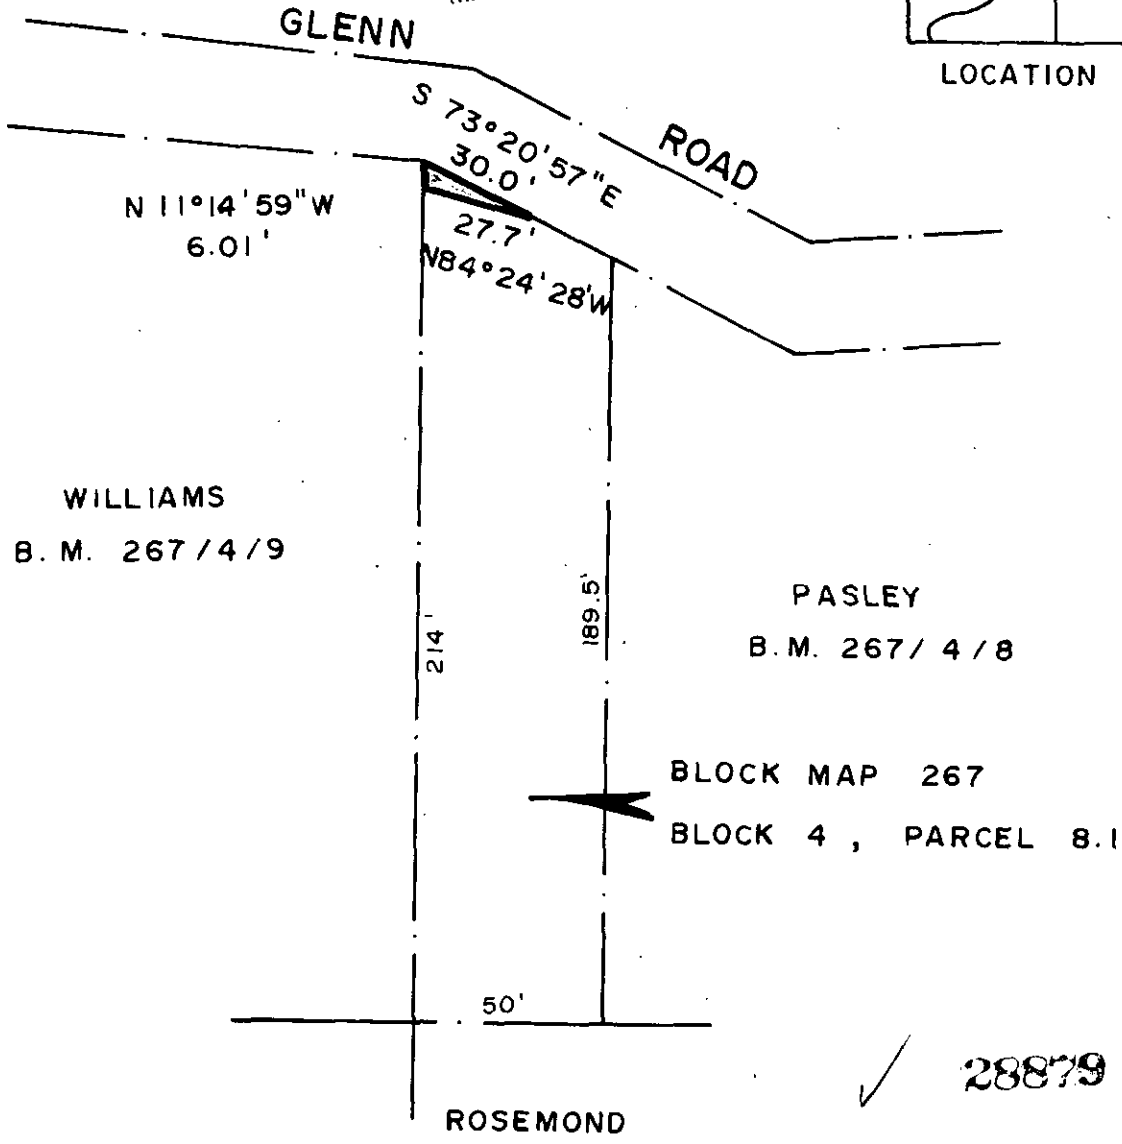 GLENN
LOCATION
S 73°20'57"E
ROAD
30.0'
N 11°14'59"W
6.01'
27.7'
N84°24'28'W
WILLIAMS
B.M. 267/4/9
214'
189.5'
PASLEY
B.M. 267/4/8
BLOCK MAP 267
BLOCK 4, PARCEL 8.1
50'
28879
ROSEMOND